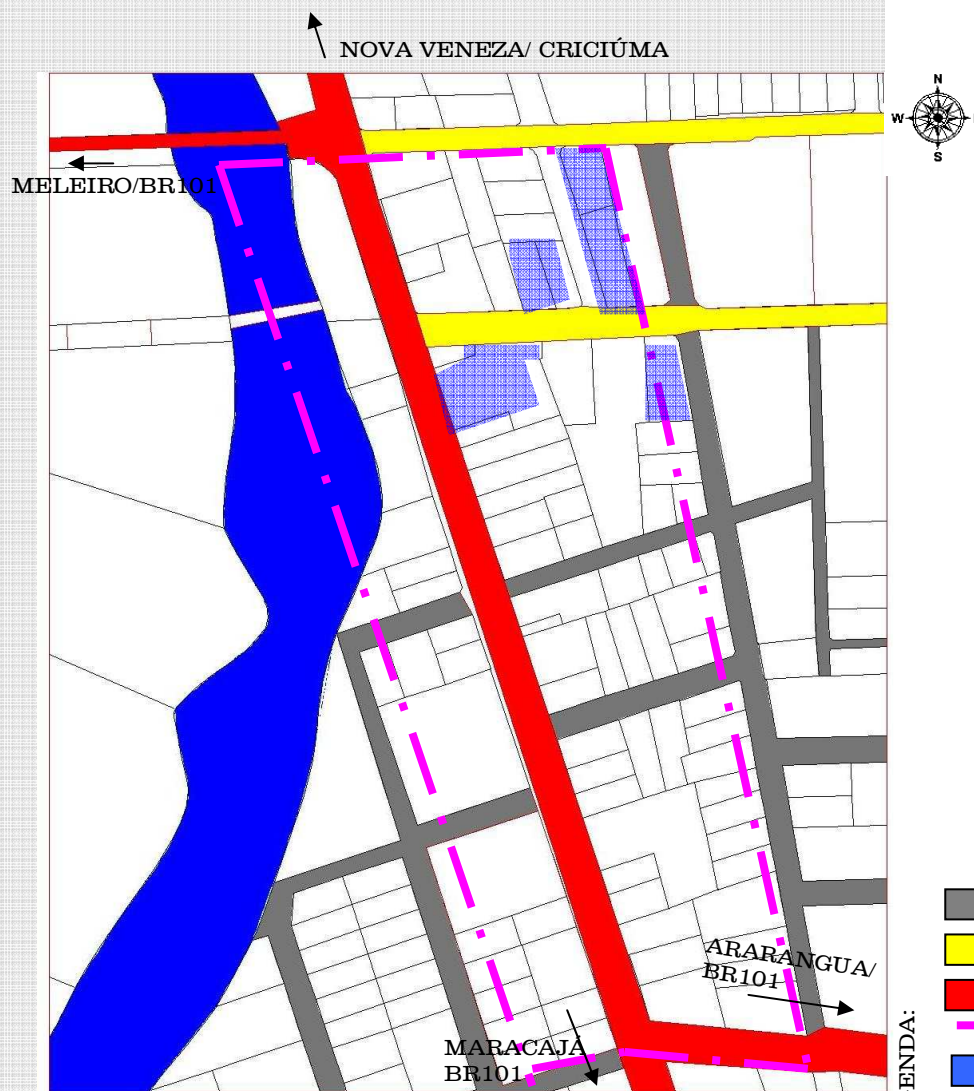 NOVA VENEZA/ CRICIÚMA
N
W
S
MELEIRO/BR101
ARARANGUA/
BR101
MARACAJÁ
BR101
ENDA: